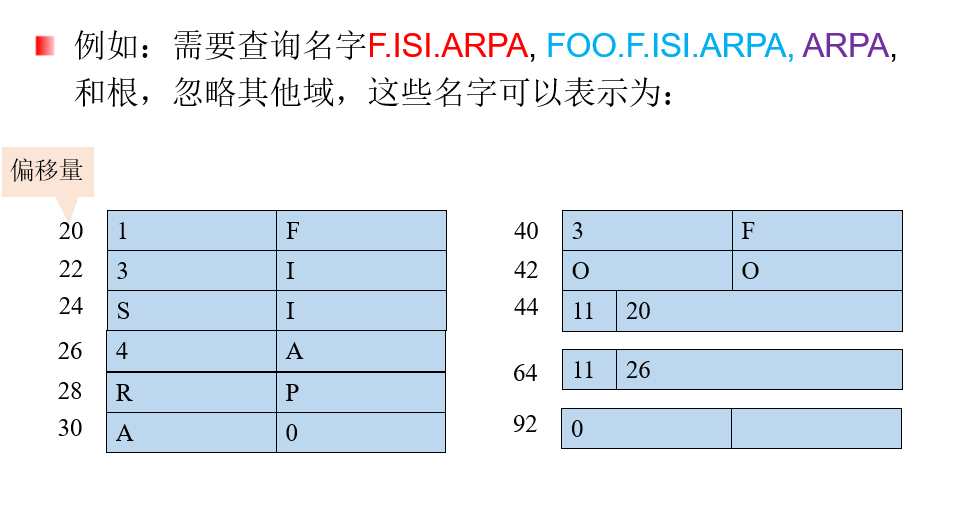 例如：需要查询名字F.ISI.ARPA, FOO.F.ISI.ARPA, ARPA,
和根，忽略其他域，这些名字可以表示为：
偏移量
20 1 F
22 3 I
24 S I
26 4 A
28 R P
30 A 0
40 3 F
42 O O
44 11 20
64 11 26
92 0